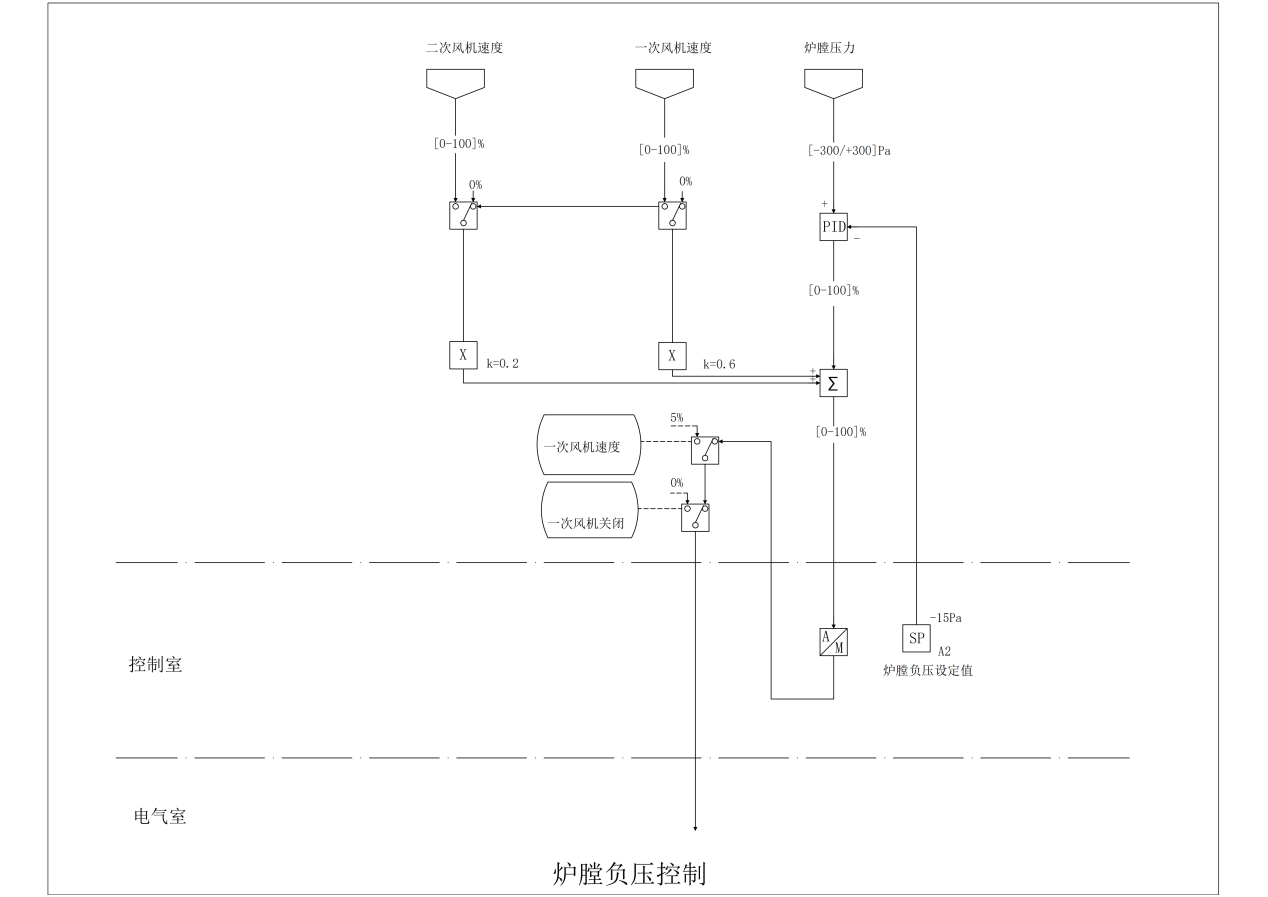 二次风机速度
一次风机速度
炉膛压力
[0-100]%
[0-100]%
[-300/+300]Pa
0%
0%
+
PID
-
[0-100]%
X
k=0.2
X
k=0.6
+
+
Σ
5%
[0-100]%
一次风机速度
0%
一次风机关闭
-15Pa
A
M
SP
A2
控制室
炉膛负压设定值
电气室
炉膛负压控制